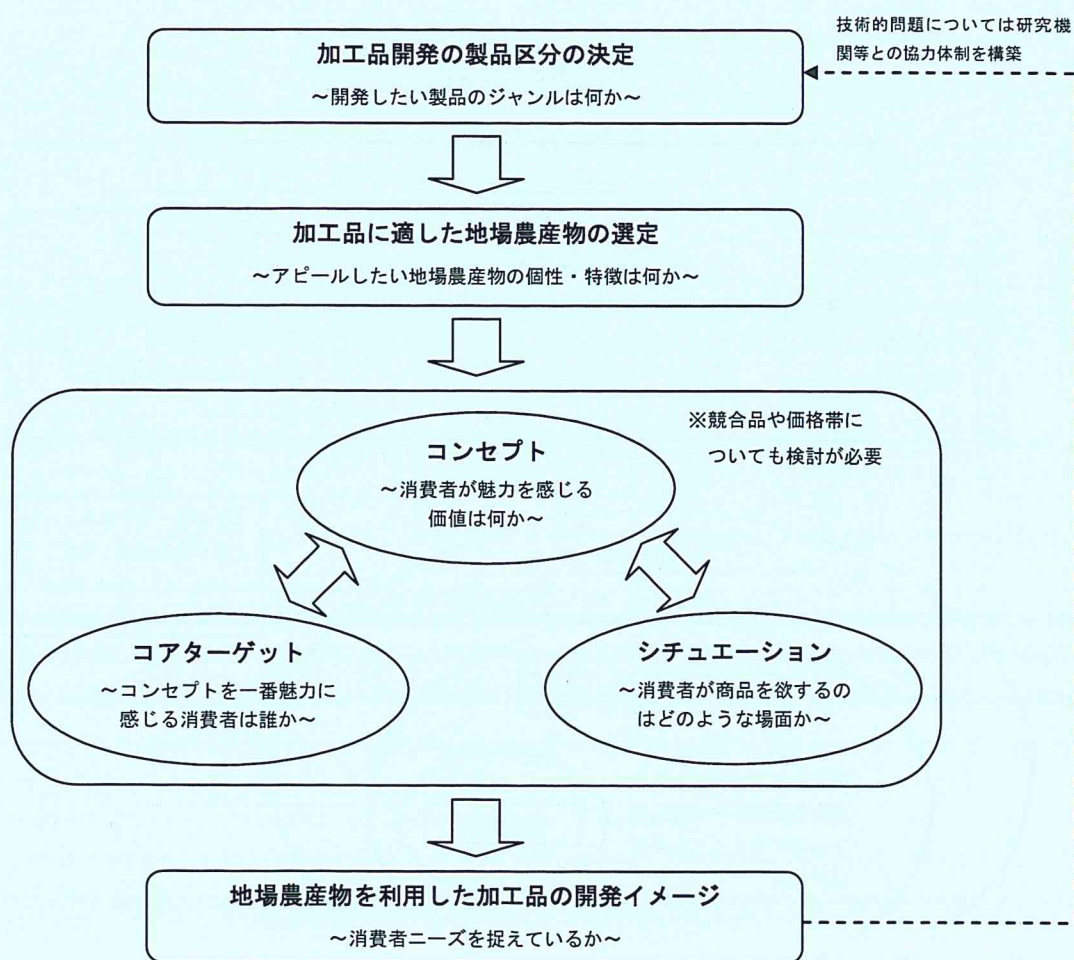 技術的問題については研究機
関等との協力体制を構築
加工品開発の製品区分の決定
～開発したい製品のジャンルは何か～
加工品に適した地場農産物の選定
～アピールしたい地場農産物の個性・特徴は何か～
※競合品や価格帯に
ついても検討が必要
コンセプト
～消費者が魅力を感じる
価値は何か～
コアターゲット
～コンセプトを一番魅力に
感じる消費者は誰か～
シチュエーション
～消費者が商品を欲するの
はどのような場面か～
地場農産物を利用した加工品の開発イメージ
～消費者ニーズを捉えているか～